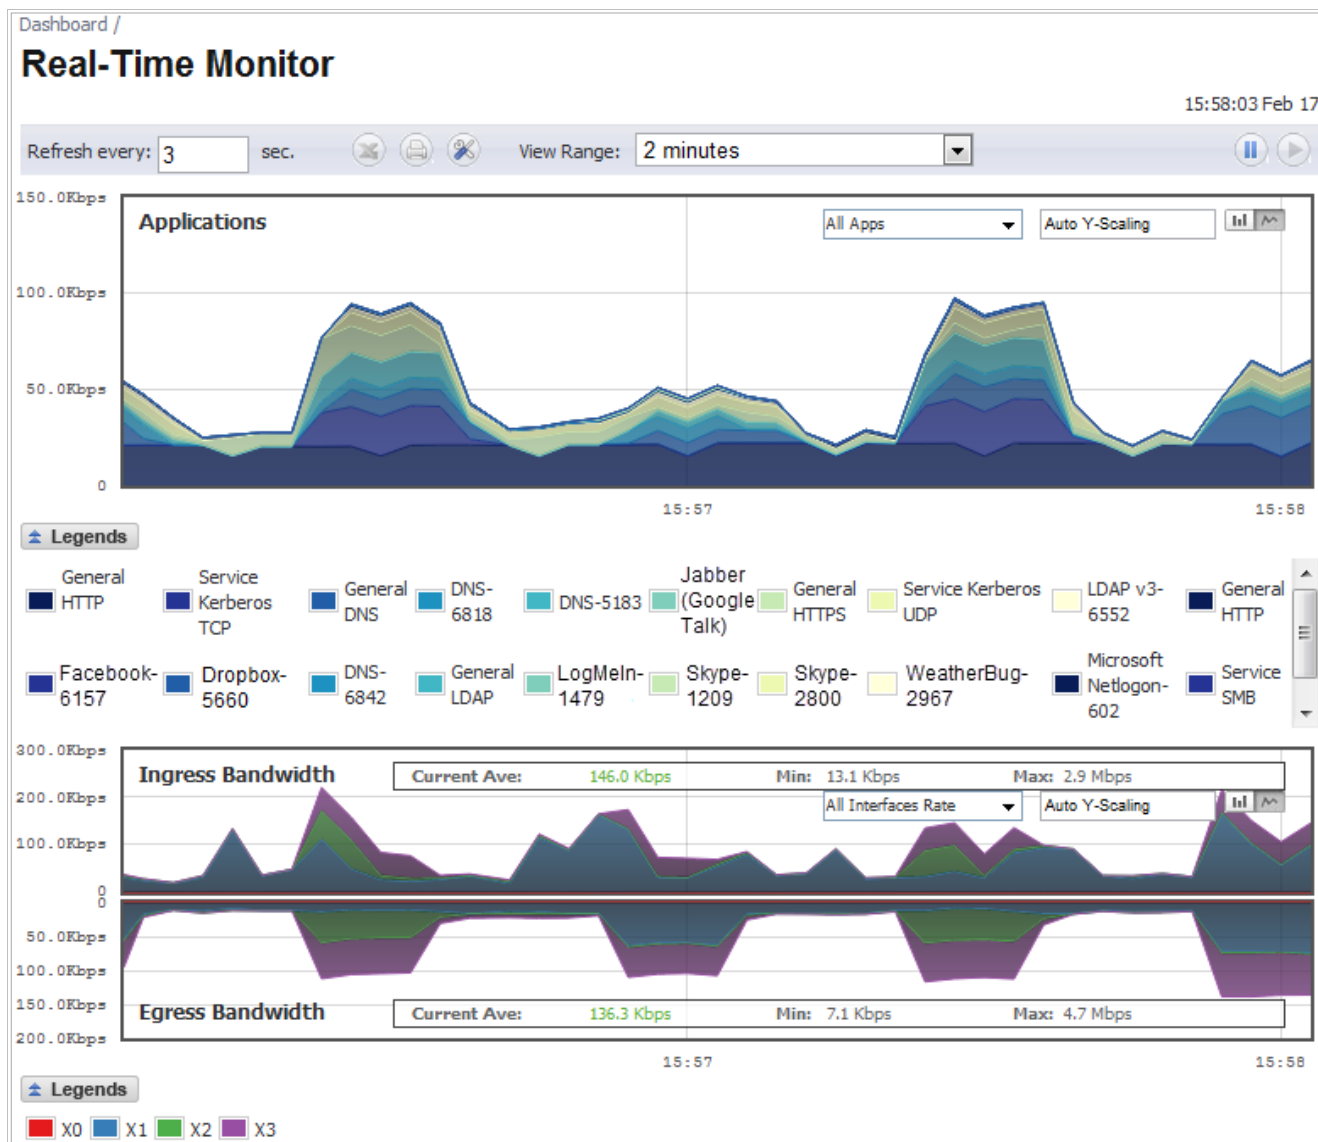 Dashboard /
Real-Time Monitor
15:58:03 Feb 17
Refresh every: 3 sec. View Range: 2 minutes
150.0Kbps
Applications All Apps Auto Y-Scaling
100.0Kbps
50.0Kbps
0
15:57 15:58
Legends
General HTTP
Service Kerberos TCP
General DNS
DNS-6818
DNS-5183
Jabber (Google Talk)
General HTTPS
Service Kerberos UDP
LDAP v3-6552
General HTTP
Facebook-6157
Dropbox-5660
DNS-6842
General LDAP
LogMeIn-1479
Skype-1209
Skype-2800
WeatherBug-2967
Microsoft Netlogon-602
Service SMB
300.0Kbps
Ingress Bandwidth Current Ave: 146.0 Kbps Min: 13.1 Kbps Max: 2.9 Mbps
200.0Kbps All Interfaces Rate Auto Y-Scaling
100.0Kbps
0
0
50.0Kbps
100.0Kbps
150.0Kbps
Egress Bandwidth Current Ave: 136.3 Kbps Min: 7.1 Kbps Max: 4.7 Mbps
200.0Kbps
15:57 15:58
Legends
X0 X1 X2 X3